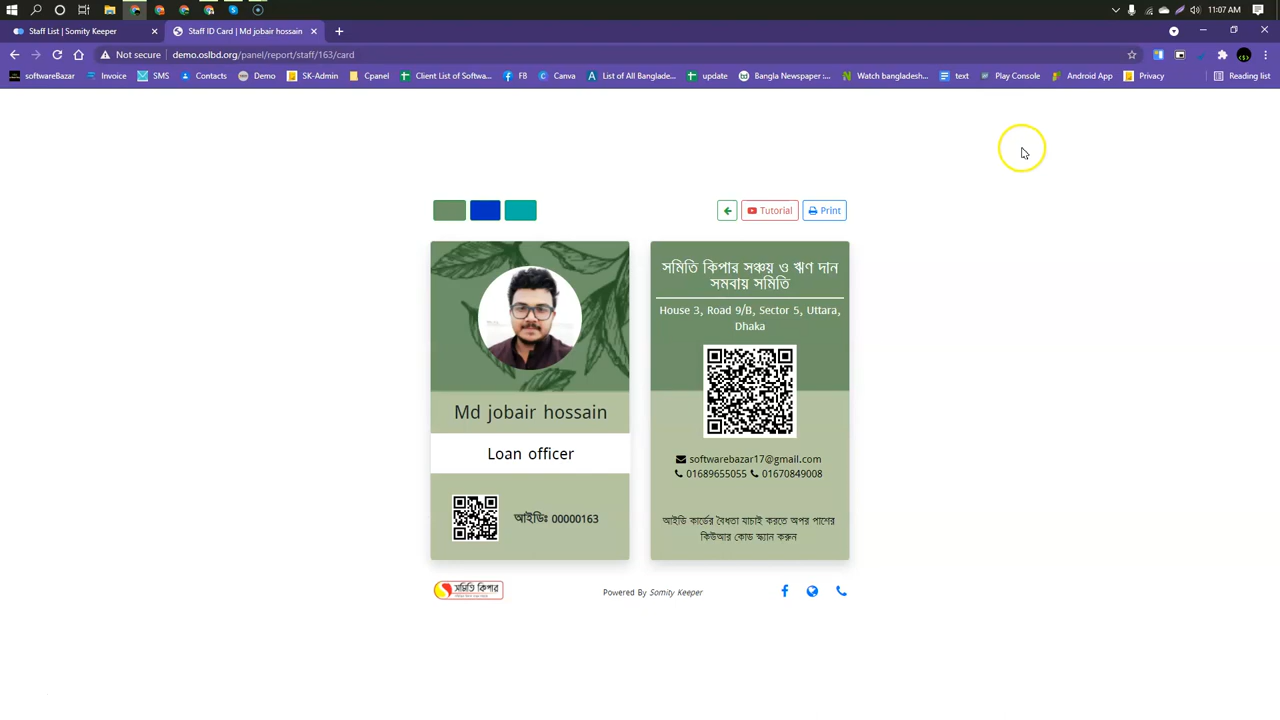 11:07 AM
Staff List | Somity Keeper
Staff ID Card | Md jobair hossain
Not secure demo.oslbd.org/panel/report/staff/163/card
softwareBazar Invoice SMS Contacts Demo SK-Admin Cpanel Client List of Softwa... FB Canva List of All Banglade... update Bangla Newspaper :... Watch bangladesh... text Play Console Android App Privacy Reading list
Tutorial Print
Md jobair hossain
Loan officer
আইডিঃ 00000163
সমিতি কিপার সঞ্চয় ও ঋণ দান
সমবায় সমিতি
House 3, Road 9/B, Sector 5, Uttara,
Dhaka
softwarebazar17@gmail.com
01689655055 01670849008
আইডি কার্ডের বৈধতা যাচাই করতে অপর পাশের
কিউআর কোড স্ক্যান করুন
সমিতি কিপার
Powered By Somity Keeper